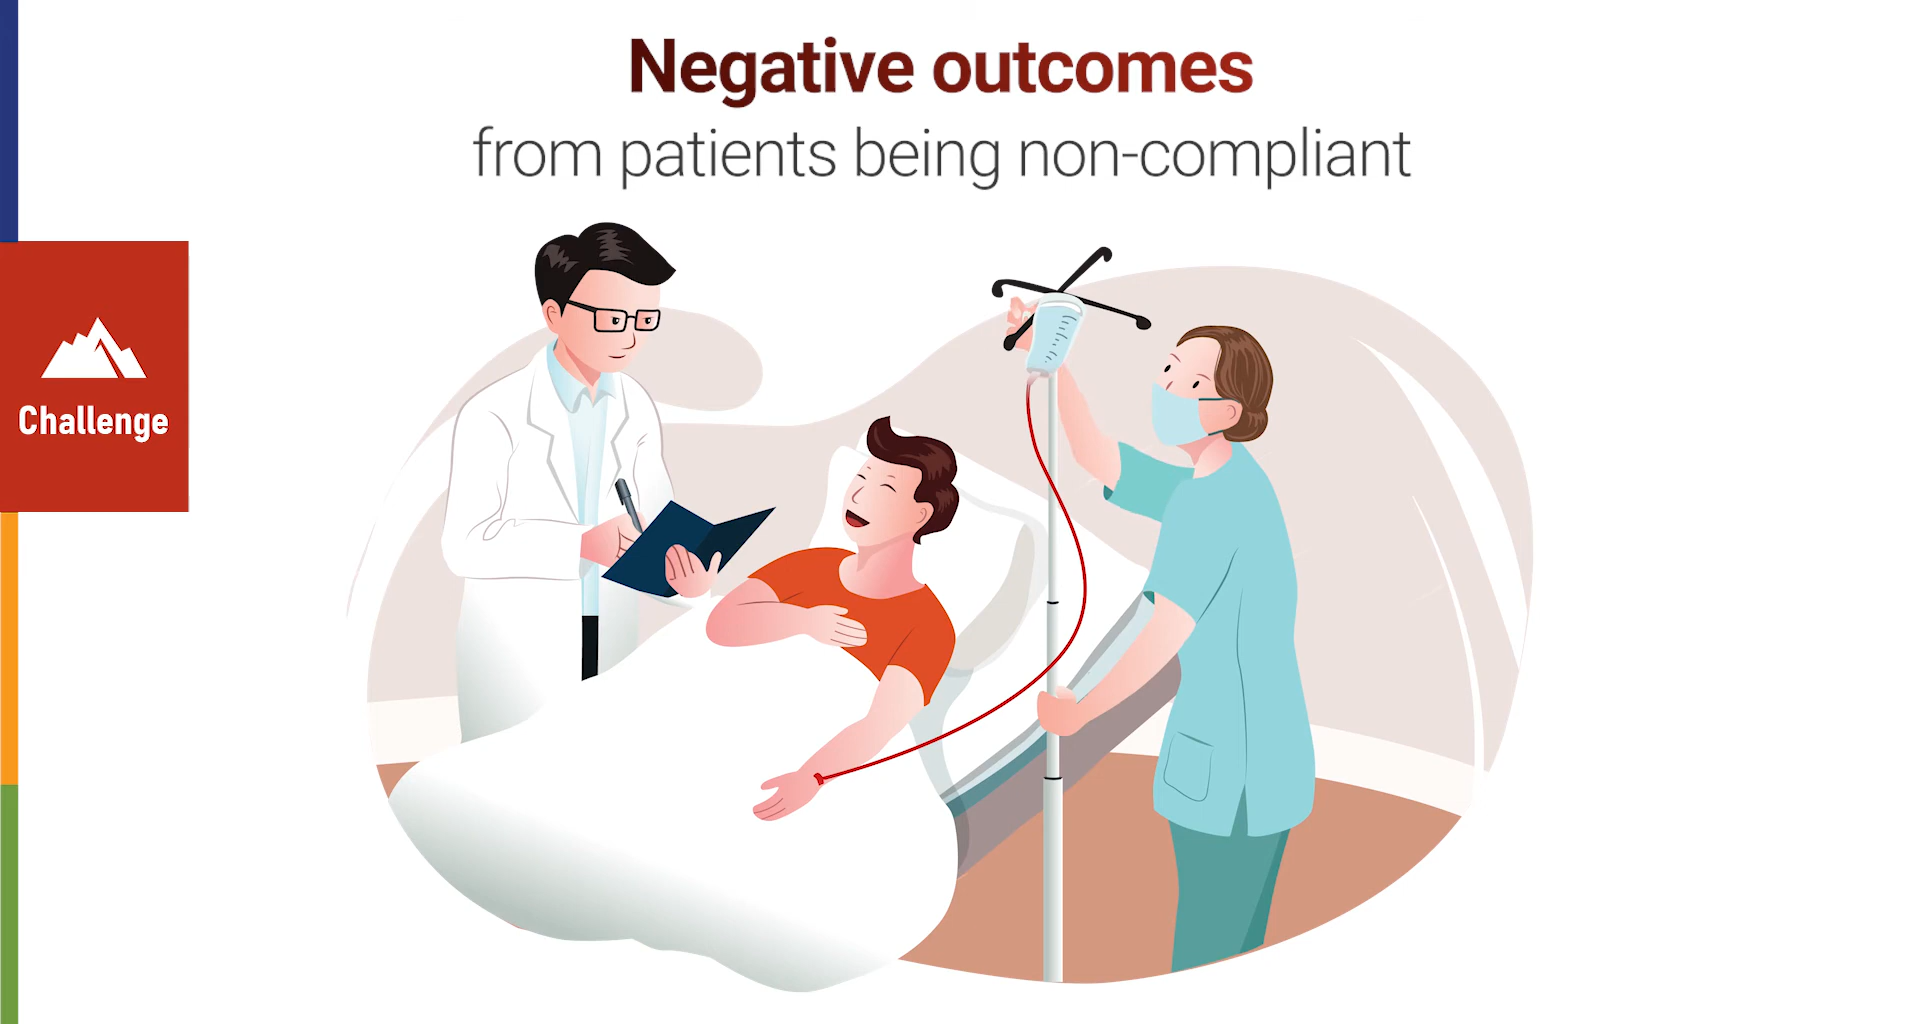 Negative outcomes
from patients being non-compliant
Challenge